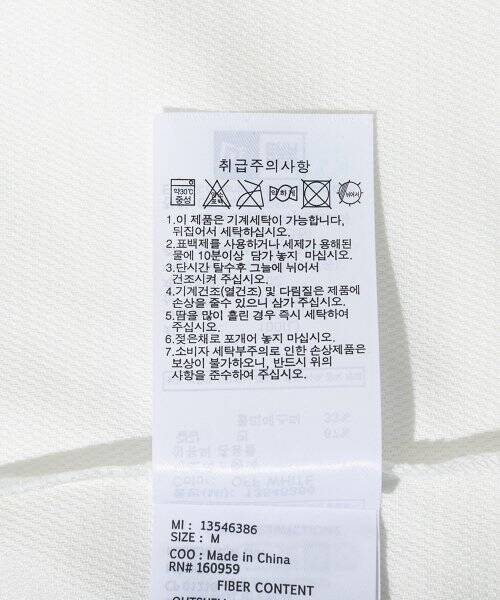 취급주의사항
약30℃
중성
염소
표백
약하게
뉘어서
1.이 제품은 기계세탁이 가능합니다,
뒤집어서 세탁하십시오.
2.표백제를 사용하거나 세제가 용해된
물에 10분이상 담가 놓지 마십시오.
3.단시간 탈수후 그늘에 뉘어서
건조시켜 주십시오.
4.기계건조(열건조) 및 다림질은 제품에
손상을 줄수 있으니 삼가 주십시오.
5.땀을 많이 흘린 경우 즉시 세탁하여
주십시오.
6.젖은채로 포개어 놓지 마십시오.
7.소비자 세탁부주의로 인한 손상제품은
보상이 불가하오니, 반드시 위의
사항을 준수하여 주십시오.
MI : 13546386
SIZE : M
COO : Made in China
RN# 160959
FIBER CONTENT